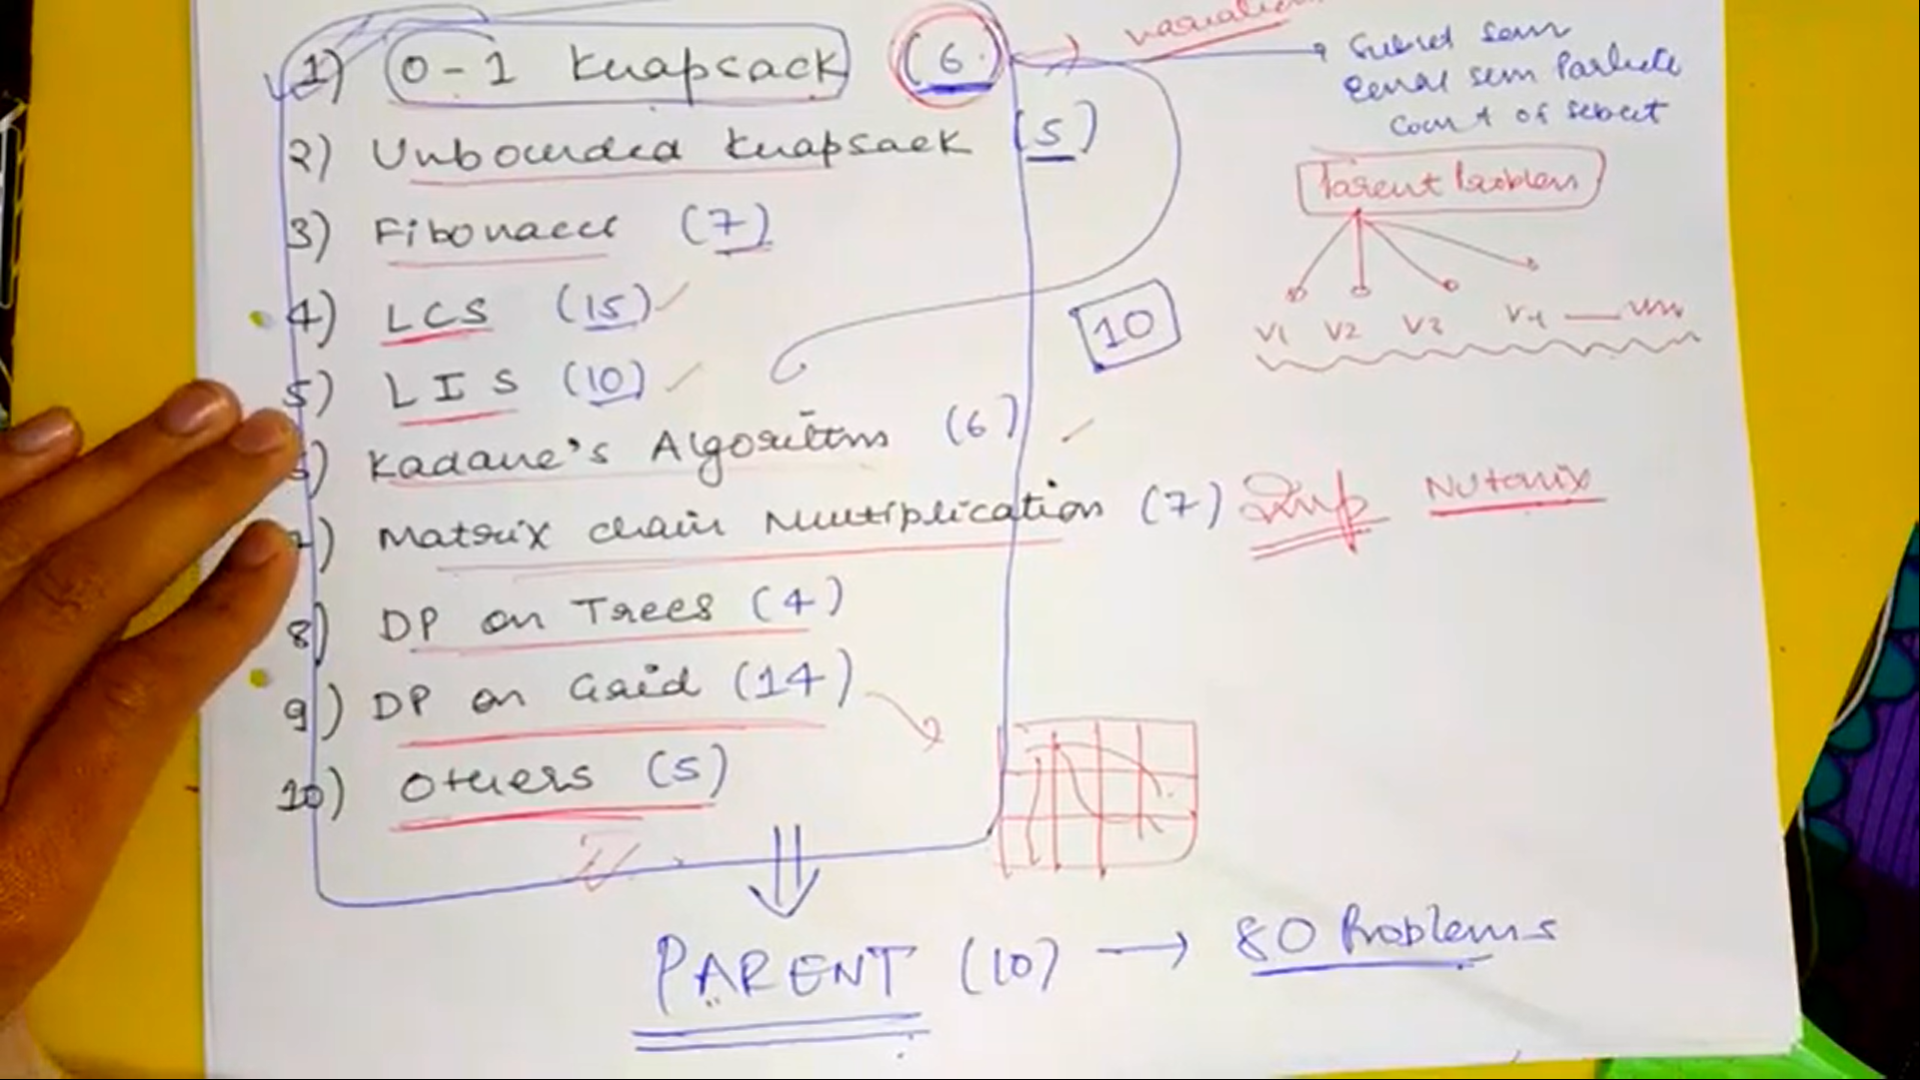 1) 0-1 Knapsack (6)
variation
Subset sum
Equal sum Partition
Count of subset
2) Unbounded Knapsack (5)
Parent Problem
3) Fibonacci (7)
4) LCS (15)
10
V1 V2 V3 V4
5) LIS (10)
6) Kadane's Algorithm (6)
7) Matrix chain Multiplication (7) Imp Nutanix
8) DP on Trees (4)
9) DP on Grid (14)
10) Others (5)
PARENT (10) → 80 Problems